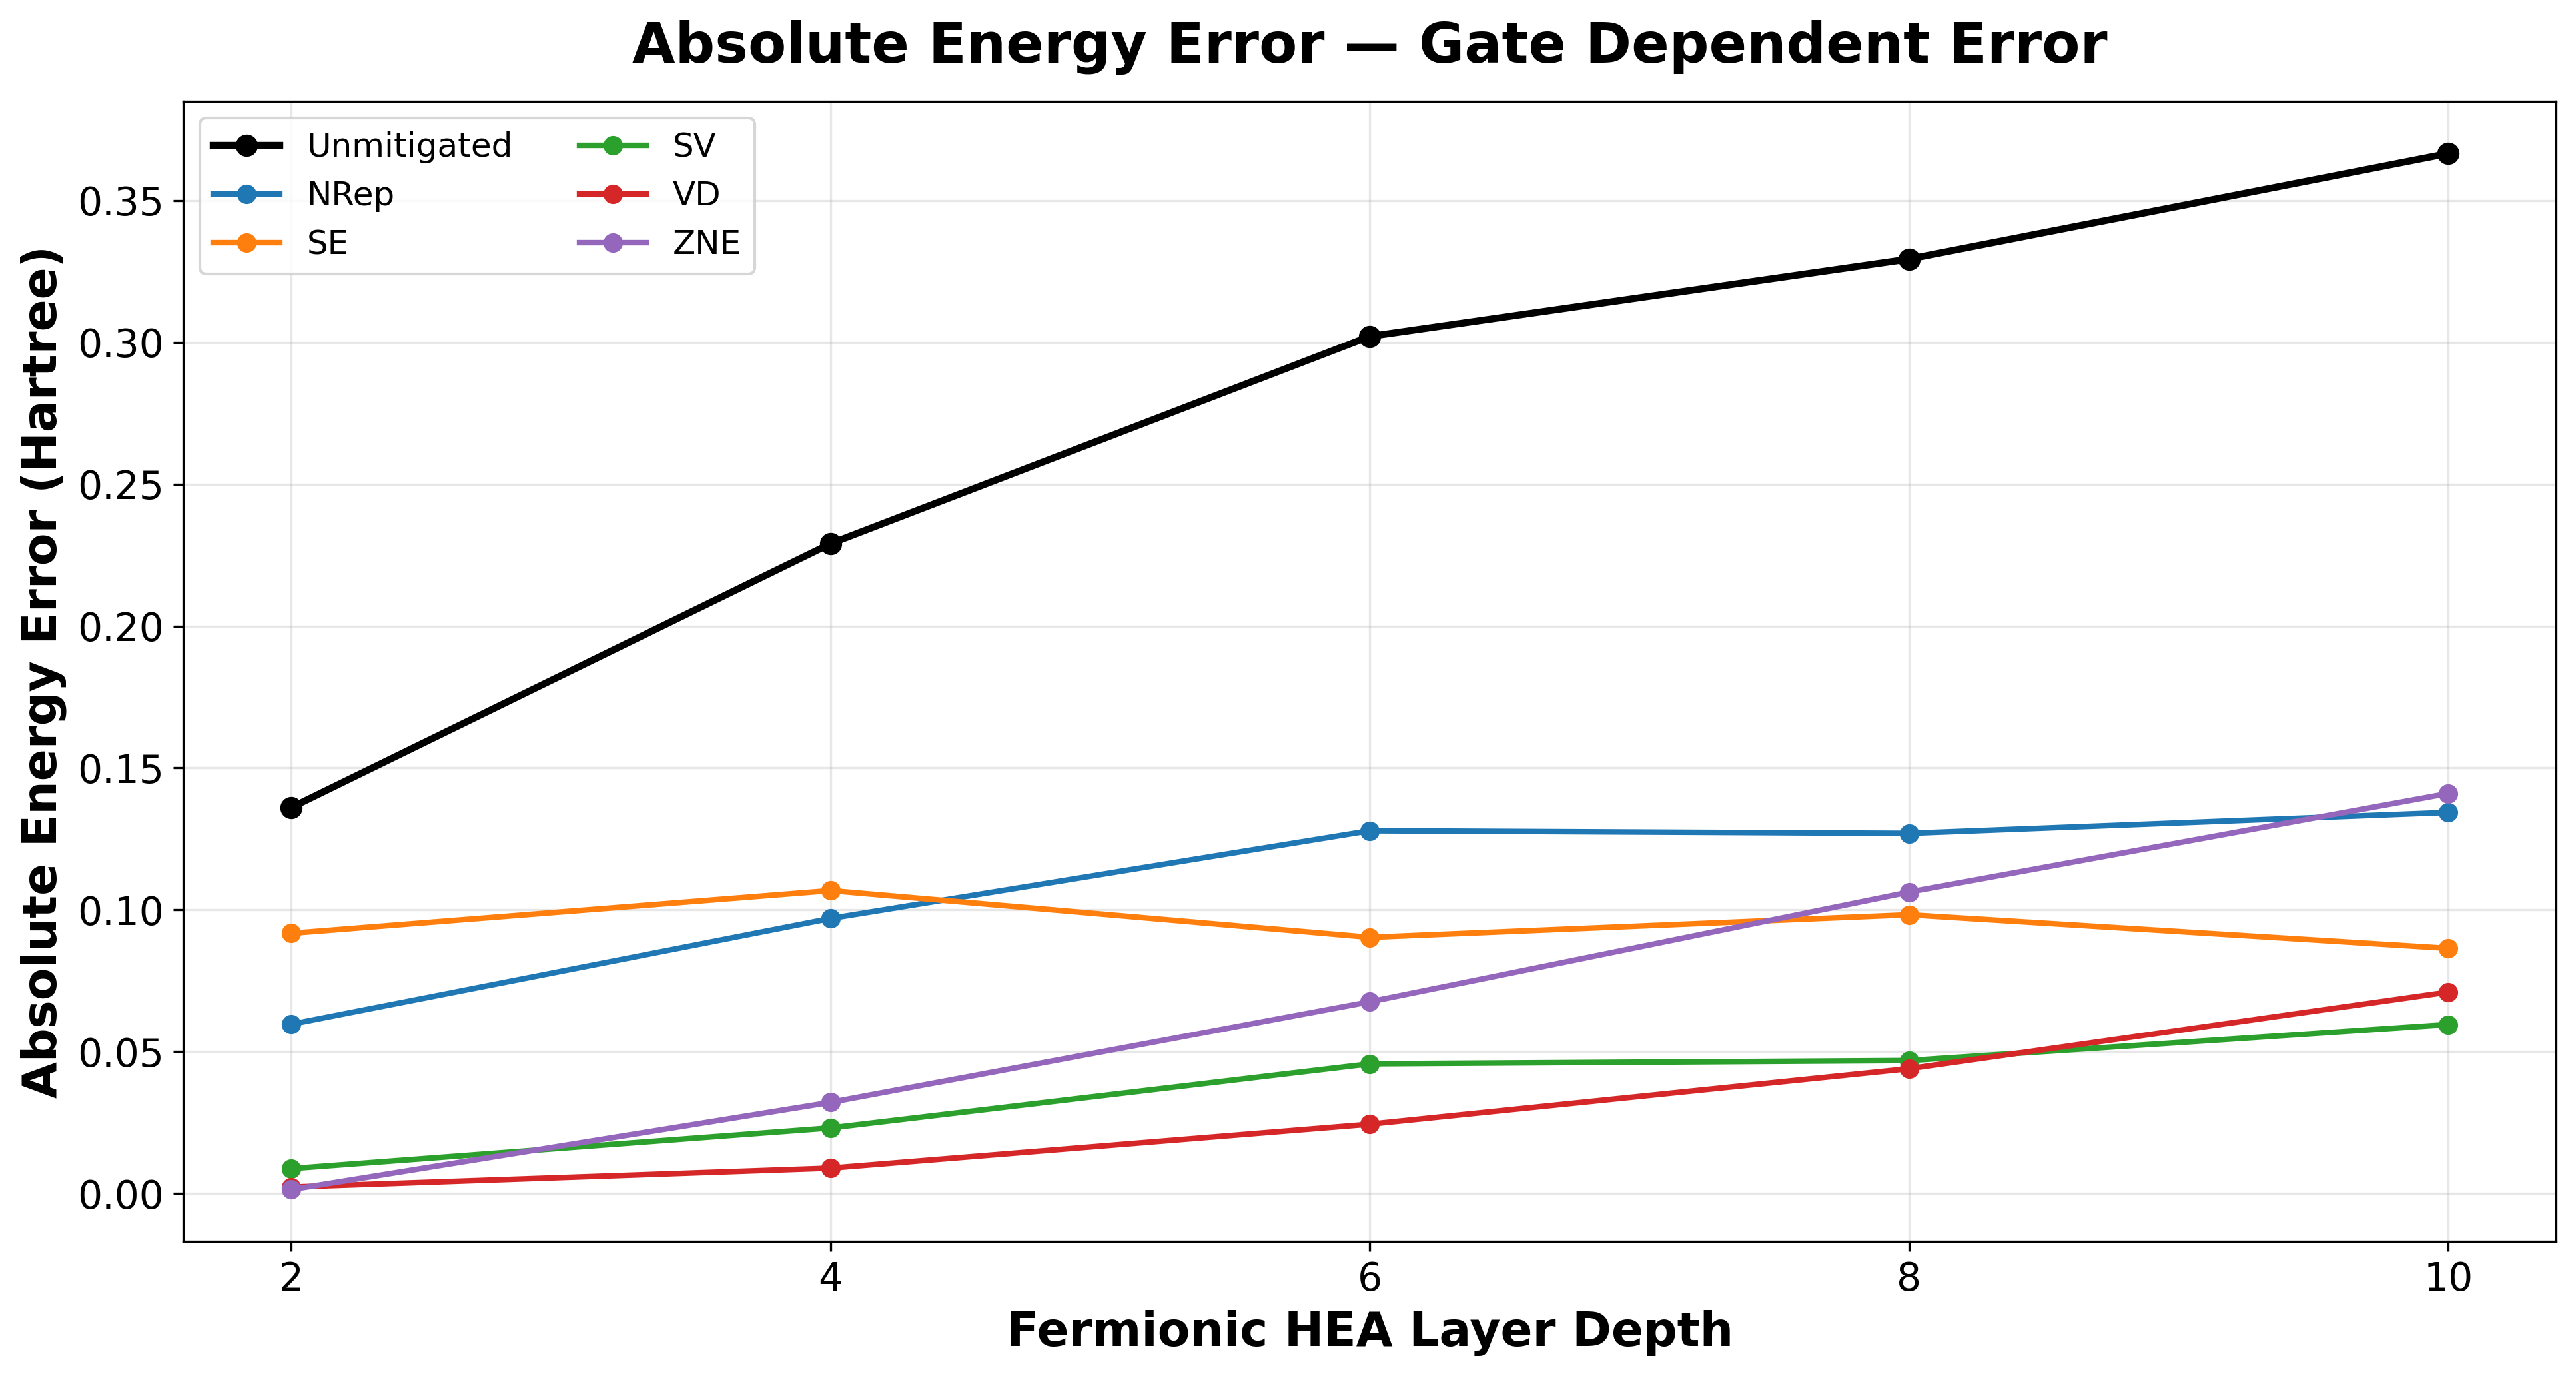 Absolute Energy Error — Gate Dependent Error
Unmitigated
NRep
SE
SV
VD
ZNE
Absolute Energy Error (Hartree)
0.35
0.30
0.25
0.20
0.15
0.10
0.05
0.00
2 4 6 8 10
Fermionic HEA Layer Depth